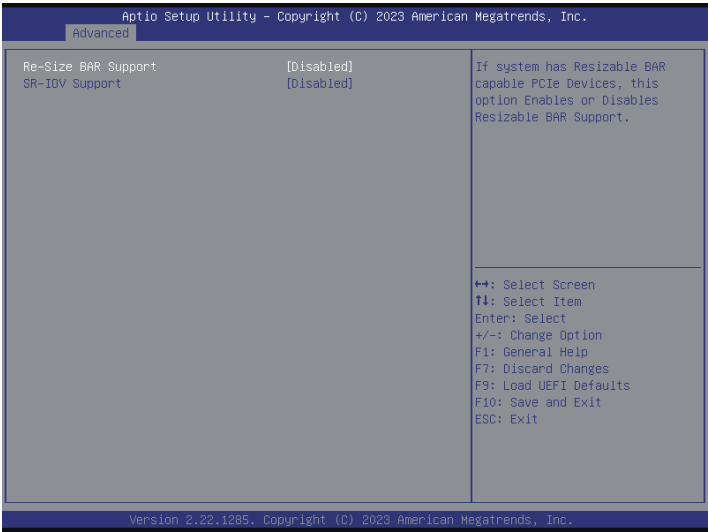 Aptio Setup Utility – Copyright (C) 2023 American Megatrends, Inc.
Advanced
Re-Size BAR Support [Disabled]
SR-IOV Support [Disabled]
If system has Resizable BAR
capable PCIe Devices, this
option Enables or Disables
Resizable BAR Support.
↔: Select Screen
↑↓: Select Item
Enter: Select
+/-: Change Option
F1: General Help
F7: Discard Changes
F9: Load UEFI Defaults
F10: Save and Exit
ESC: Exit
Version 2.22.1285. Copyright (C) 2023 American Megatrends, Inc.